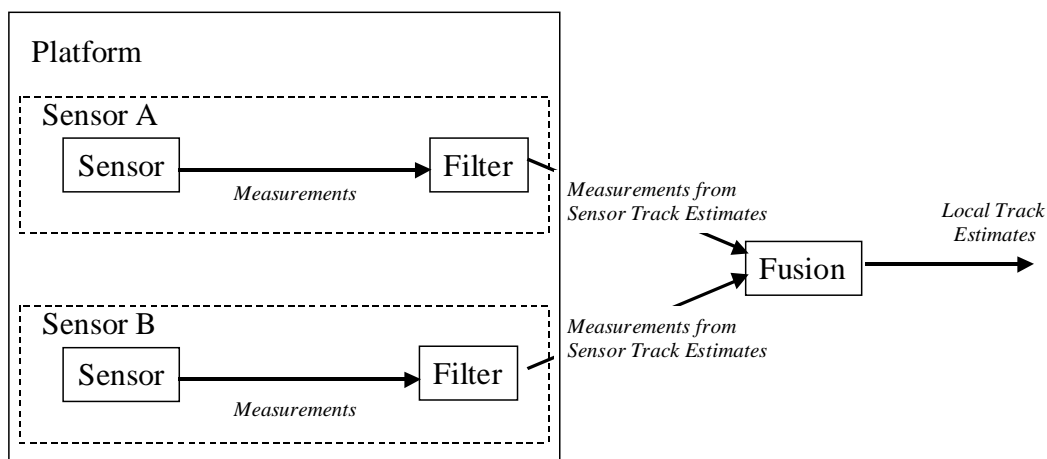 Platform
Sensor A
Sensor
Measurements
Filter
Measurements from
Sensor Track Estimates
Local Track
Estimates
Fusion
Sensor B
Sensor
Measurements
Filter
Measurements from
Sensor Track Estimates